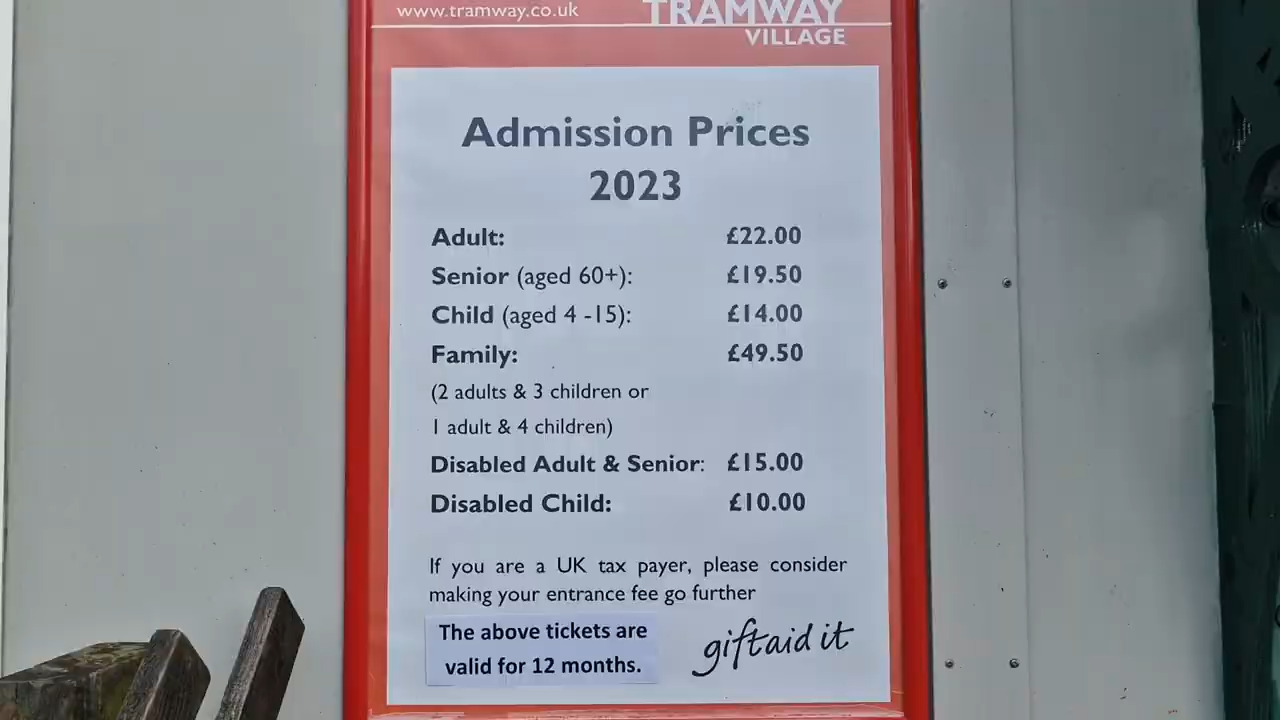 www.tramway.co.uk TRAMWAY
VILLAGE
Admission Prices
2023
Adult: £22.00
Senior (aged 60+): £19.50
Child (aged 4 -15): £14.00
Family: £49.50
(2 adults & 3 children or
1 adult & 4 children)
Disabled Adult & Senior: £15.00
Disabled Child: £10.00
If you are a UK tax payer, please consider
making your entrance fee go further
The above tickets are
valid for 12 months.
giftaid it